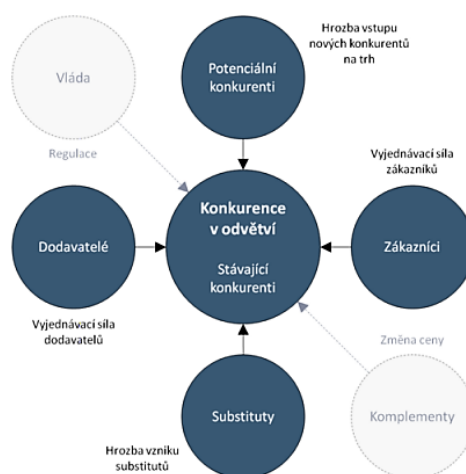 Hrozba vstupu
nových konkurentů
na trh
Potenciální
konkurenti
Vláda
Regulace
Vyjednávací síla
zákazníků
Konkurence
v odvětví
Stávající
konkurenti
Dodavatelé
Zákazníci
Vyjednávací síla
dodavatelů
Změna ceny
Substituty
Komplementy
Hrozba vzniku
substitutů